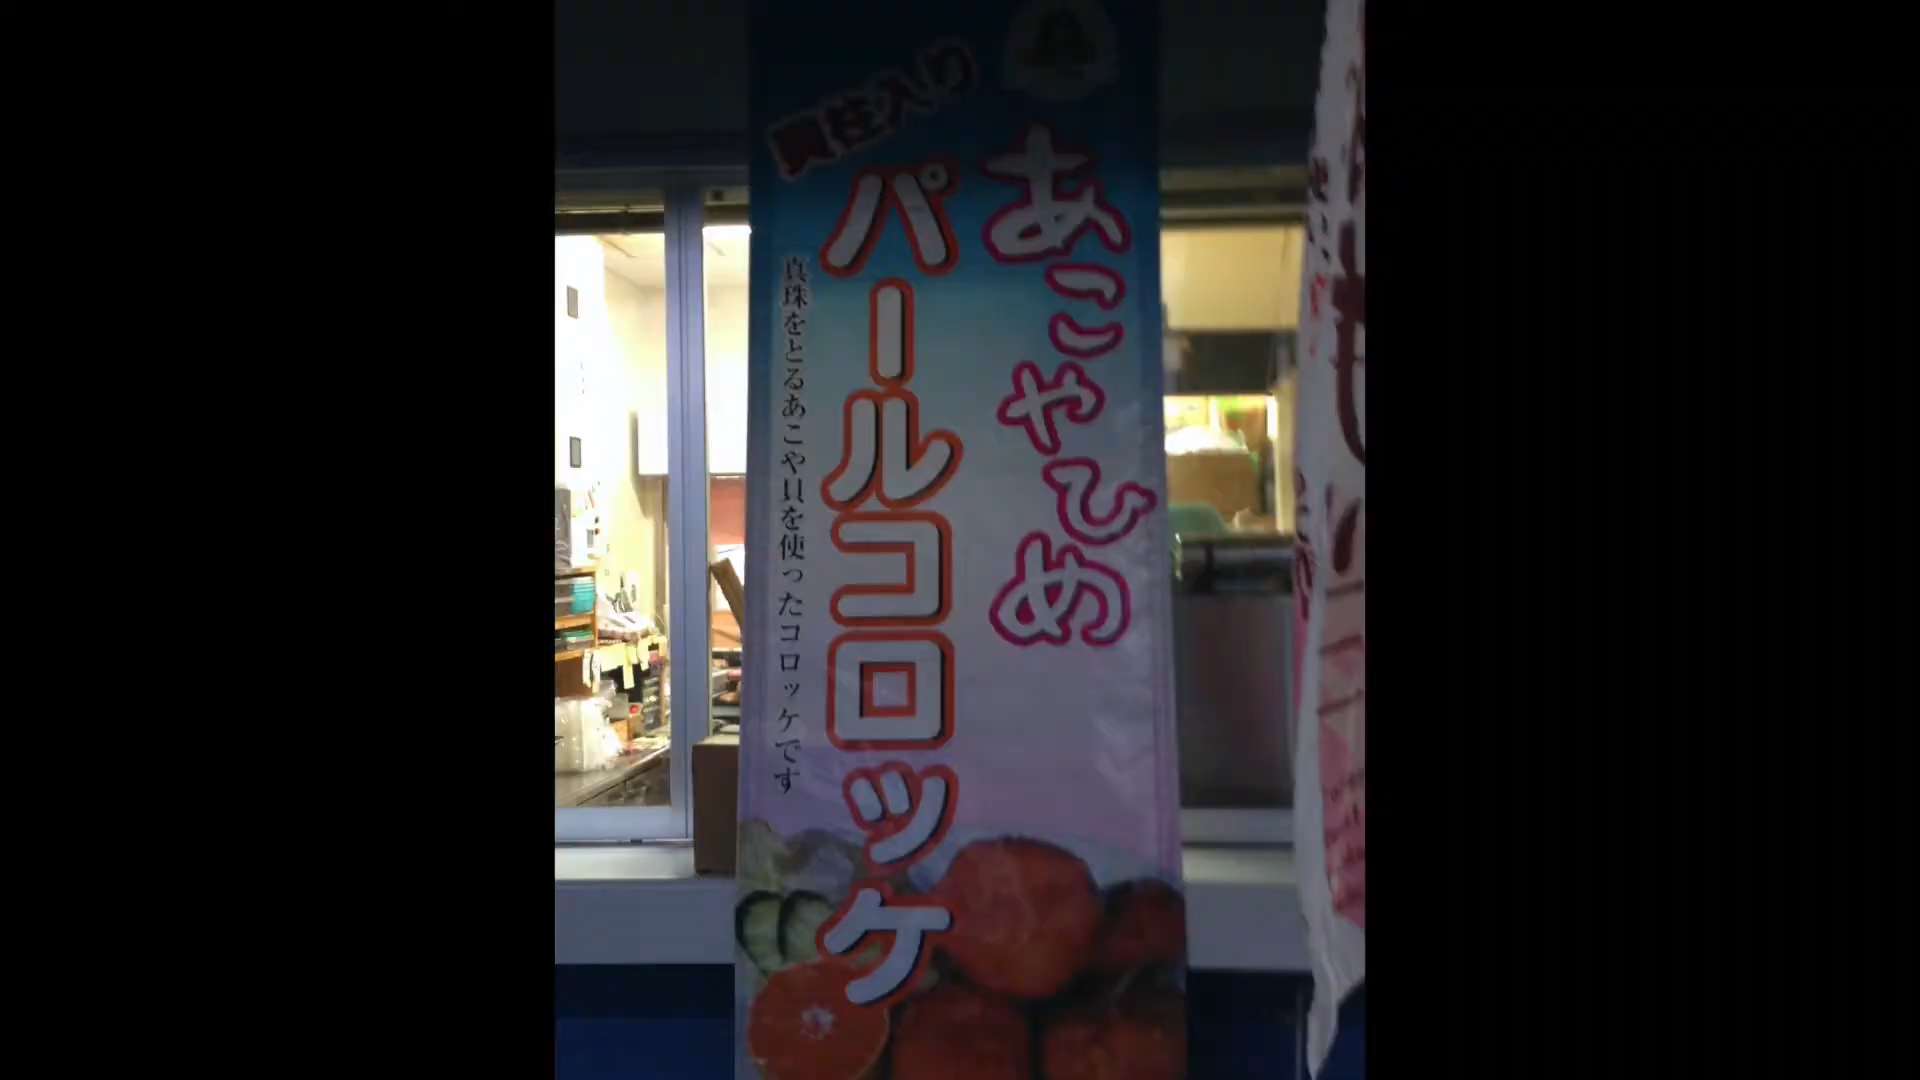 あこやひめ
貝柱入り
パールコロッケ
真珠をとるあこや貝を使ったコロッケです